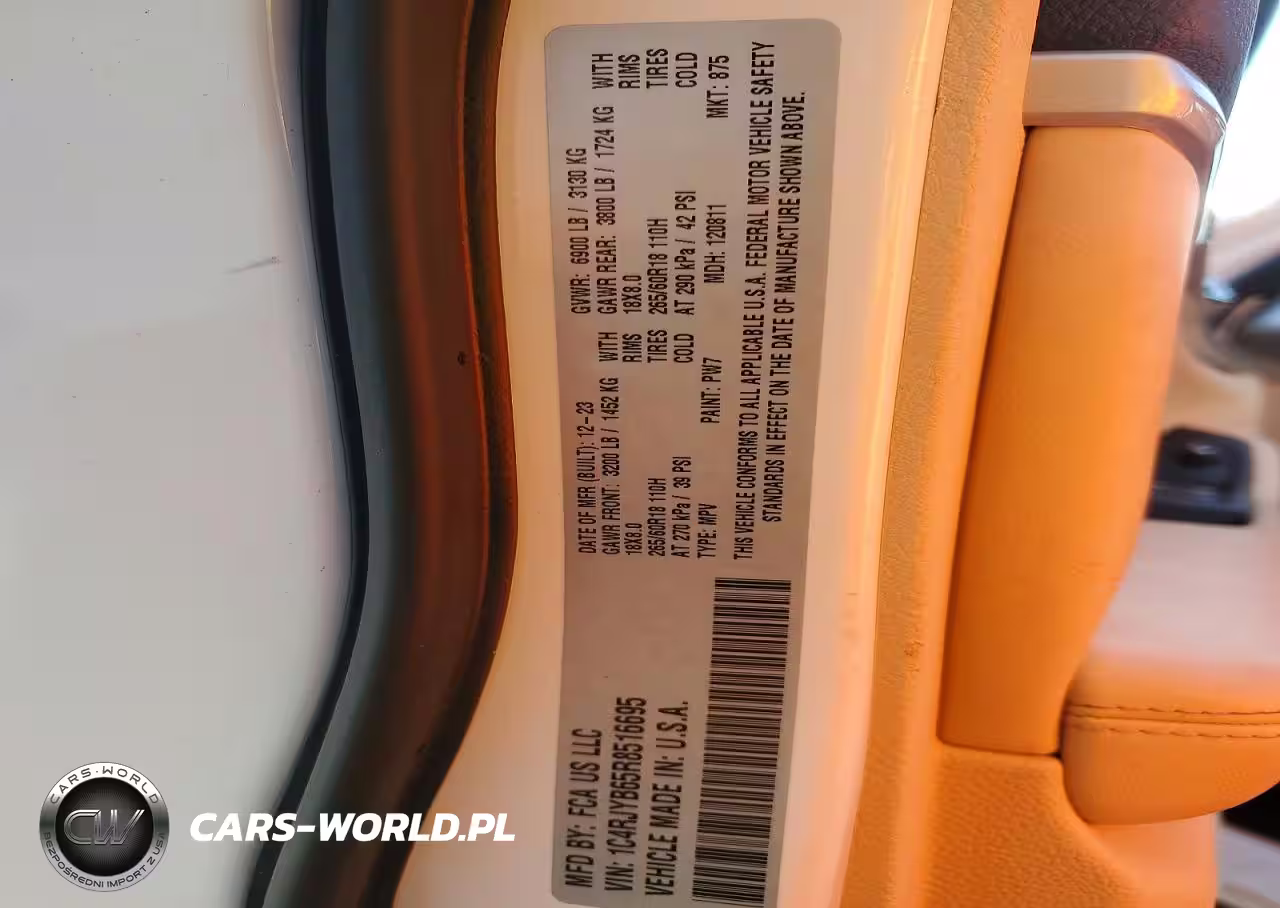 MFD BY: FCA US LLC
VIN: 1C4RJYB65R8516695
VEHICLE MADE IN: U.S.A.
DATE OF MFR (BUILT): 12-23 GVWR: 6900 LB / 3130 KG
GAWR FRONT: 3200 LB / 1452 KG WITH GAWR REAR: 3800 LB / 1724 KG WITH
18X8.0 RIMS 18X8.0 RIMS
265/60R18 110H TIRES 265/60R18 110H TIRES
AT 270 kPa / 39 PSI COLD AT 290 kPa / 42 PSI COLD
TYPE: MPV PAINT: PW7 MDH: 120811 MKT: 875
THIS VEHICLE CONFORMS TO ALL APPLICABLE U.S.A. FEDERAL MOTOR VEHICLE SAFETY
STANDARDS IN EFFECT ON THE DATE OF MANUFACTURE SHOWN ABOVE.
CARS-WORLD
CW
BEZPOŚREDNI IMPORT Z USA
CARS-WORLD.PL